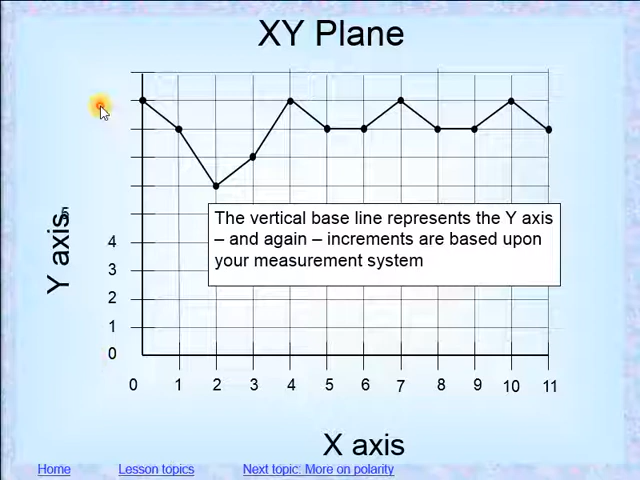 XY Plane
5
Y axis
The vertical base line represents the Y axis
– and again – increments are based upon
your measurement system
4
3
2
1
0
0 1 2 3 4 5 6 7 8 9 10 11
X axis
Home Lesson topics Next topic: More on polarity